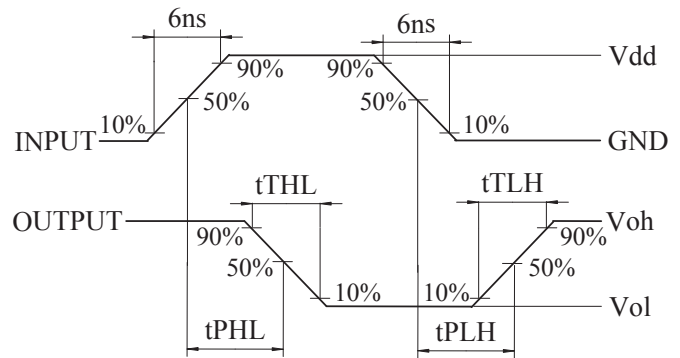 6ns 6ns
90% 90% Vdd
50% 50%
10% 10%
INPUT GND
tTHL tTLH
OUTPUT Voh
90% 90%
50% 50%
10% 10%
Vol
tPHL tPLH